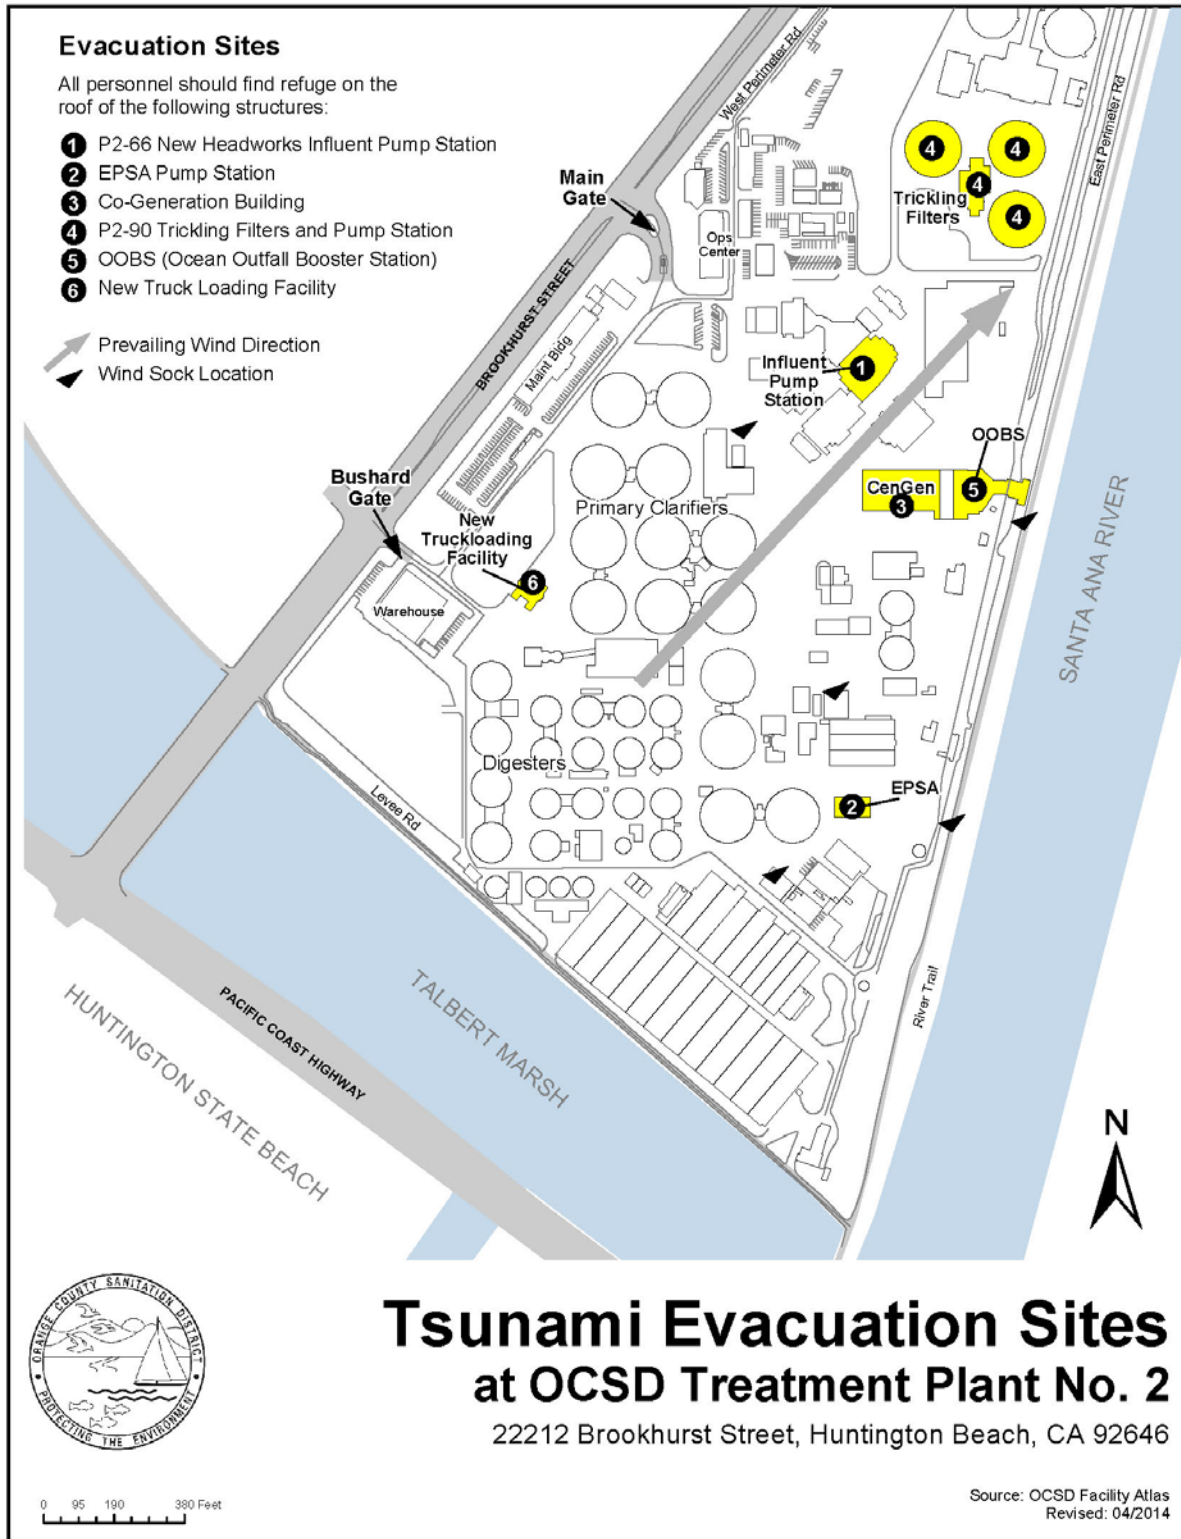 Evacuation Sites
All personnel should find refuge on the
roof of the following structures:
1 P2-66 New Headworks Influent Pump Station
2 EPSA Pump Station
3 Co-Generation Building
4 P2-90 Trickling Filters and Pump Station
5 OOBS (Ocean Outfall Booster Station)
6 New Truck Loading Facility
Prevailing Wind Direction
Wind Sock Location
West Perimeter Rd
East Perimeter Rd
Main
Gate
Ops
Center
4
4
4
4
Trickling
Filters
BROOKHURST STREET
Maint Bldg
Influent
Pump
Station
1
OOBS
5
CenGen
3
Bushard
Gate
New
Truckloading
Facility
6
Primary Clarifiers
Warehouse
SANTA ANA RIVER
Digesters
EPSA
2
Levee Rd
River Trail
TALBERT MARSH
PACIFIC COAST HIGHWAY
HUNTINGTON STATE BEACH
N
ORANGE COUNTY SANITATION DISTRICT
PROTECTING THE ENVIRONMENT
Tsunami Evacuation Sites
at OCSD Treatment Plant No. 2
22212 Brookhurst Street, Huntington Beach, CA 92646
0 95 190 380 Feet
Source: OCSD Facility Atlas
Revised: 04/2014